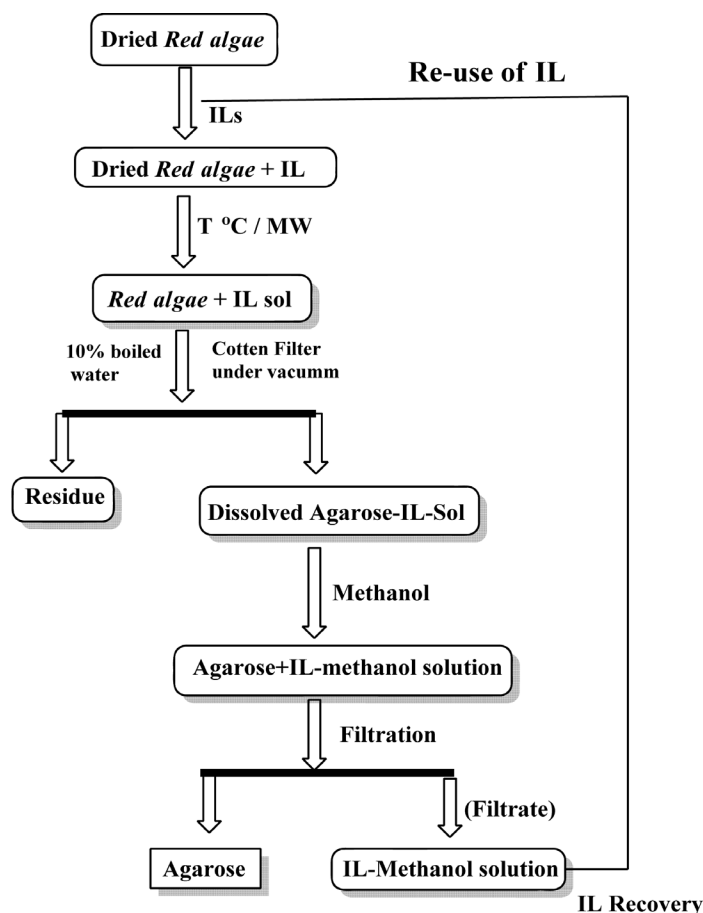 Dried Red algae
Re-use of IL
ILs
Dried Red algae + IL
T °C / MW
Red algae + IL sol
10% boiled
water
Cotten Filter
under vacumm
Residue
Dissolved Agarose-IL-Sol
Methanol
Agarose+IL-methanol solution
Filtration
(Filtrate)
Agarose
IL-Methanol solution
IL Recovery